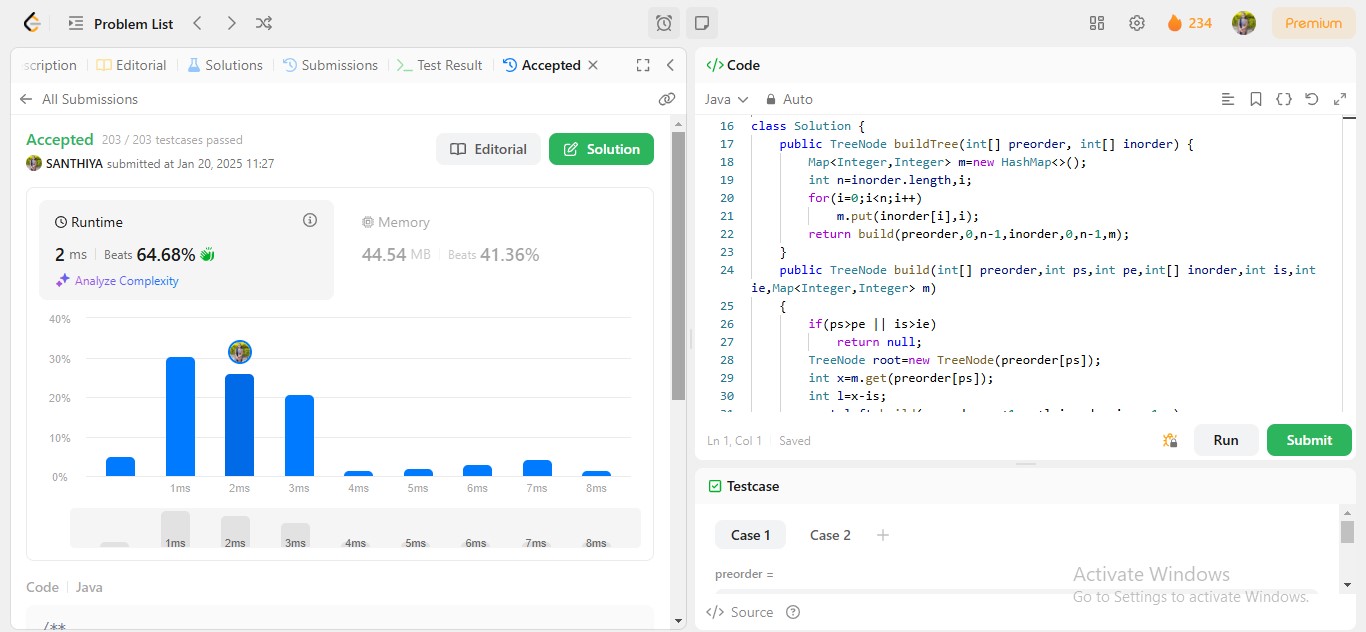 Problem List
234
Premium
scription
Editorial
Solutions
Submissions
Test Result
Accepted
All Submissions
Accepted 203 / 203 testcases passed
SANTHIYA submitted at Jan 20, 2025 11:27
Editorial
Solution
Runtime
2 ms Beats 64.68%
Analyze Complexity
Memory
44.54 MB Beats 41.36%
40%
30%
20%
10%
0%
1ms 2ms 3ms 4ms 5ms 6ms 7ms 8ms
1ms 2ms 3ms 4ms 5ms 6ms 7ms 8ms
Code Java
/**
</> Code
Java Auto
16 class Solution {
17 public TreeNode buildTree(int[] preorder, int[] inorder) {
18 Map<Integer,Integer> m=new HashMap<>();
19 int n=inorder.length,i;
20 for(i=0;i<n;i++)
21 m.put(inorder[i],i);
22 return build(preorder,0,n-1,inorder,0,n-1,m);
23 }
24 public TreeNode build(int[] preorder,int ps,int pe,int[] inorder,int is,int
ie,Map<Integer,Integer> m)
25 {
26 if(ps>pe || is>ie)
27 return null;
28 TreeNode root=new TreeNode(preorder[ps]);
29 int x=m.get(preorder[ps]);
30 int l=x-is;
Ln 1, Col 1 Saved
Run
Submit
Testcase
Case 1
Case 2
preorder =
Activate Windows
Go to Settings to activate Windows.
</> Source